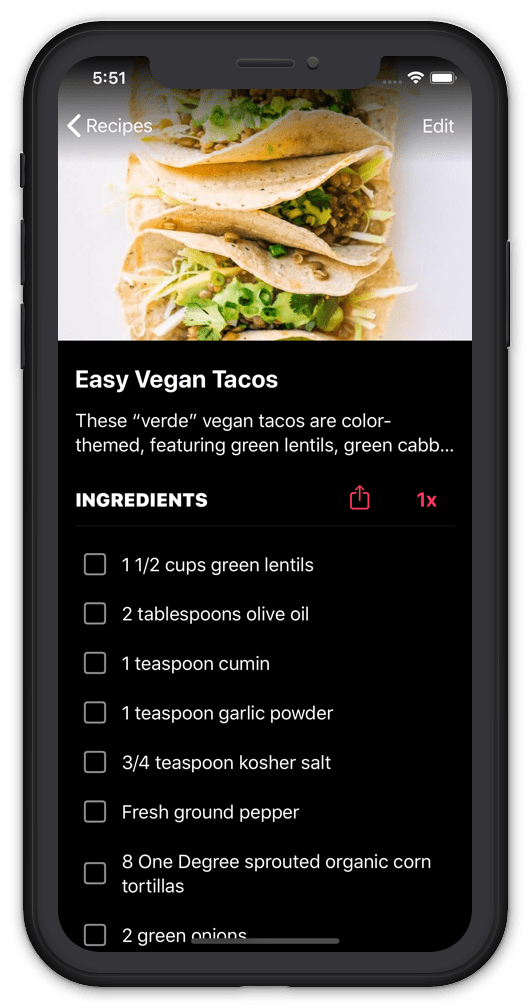 5:51
Recipes
Edit
Easy Vegan Tacos
These “verde” vegan tacos are color-
themed, featuring green lentils, green cabb...
INGREDIENTS
1x
1 1/2 cups green lentils
2 tablespoons olive oil
1 teaspoon cumin
1 teaspoon garlic powder
3/4 teaspoon kosher salt
Fresh ground pepper
8 One Degree sprouted organic corn
tortillas
2 green onions